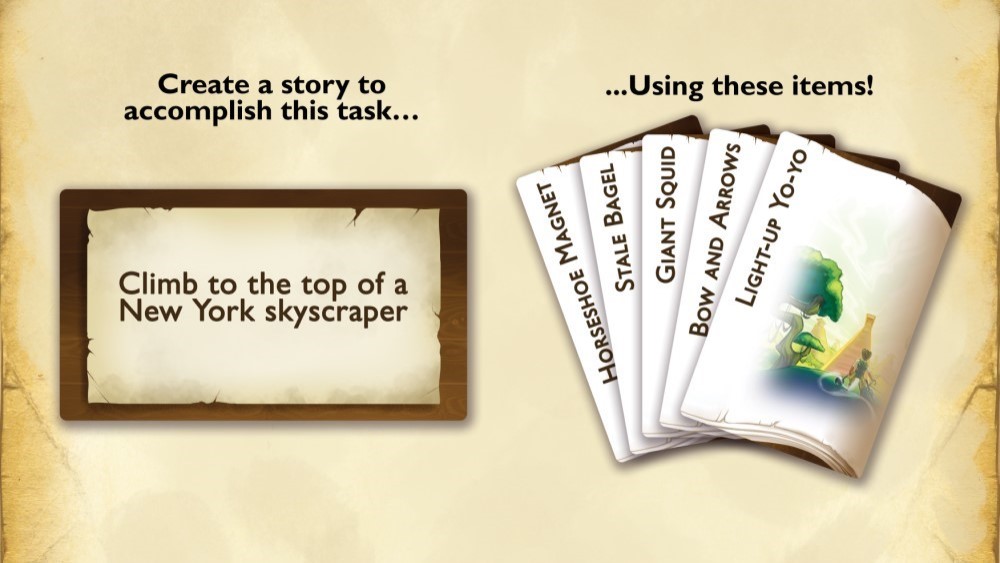 Create a story to
accomplish this task...
...Using these items!
Climb to the top of a
New York skyscraper
Horseshoe Magnet
Stale Bagel
Giant Squid
Bow and Arrows
Light-up Yo-yo